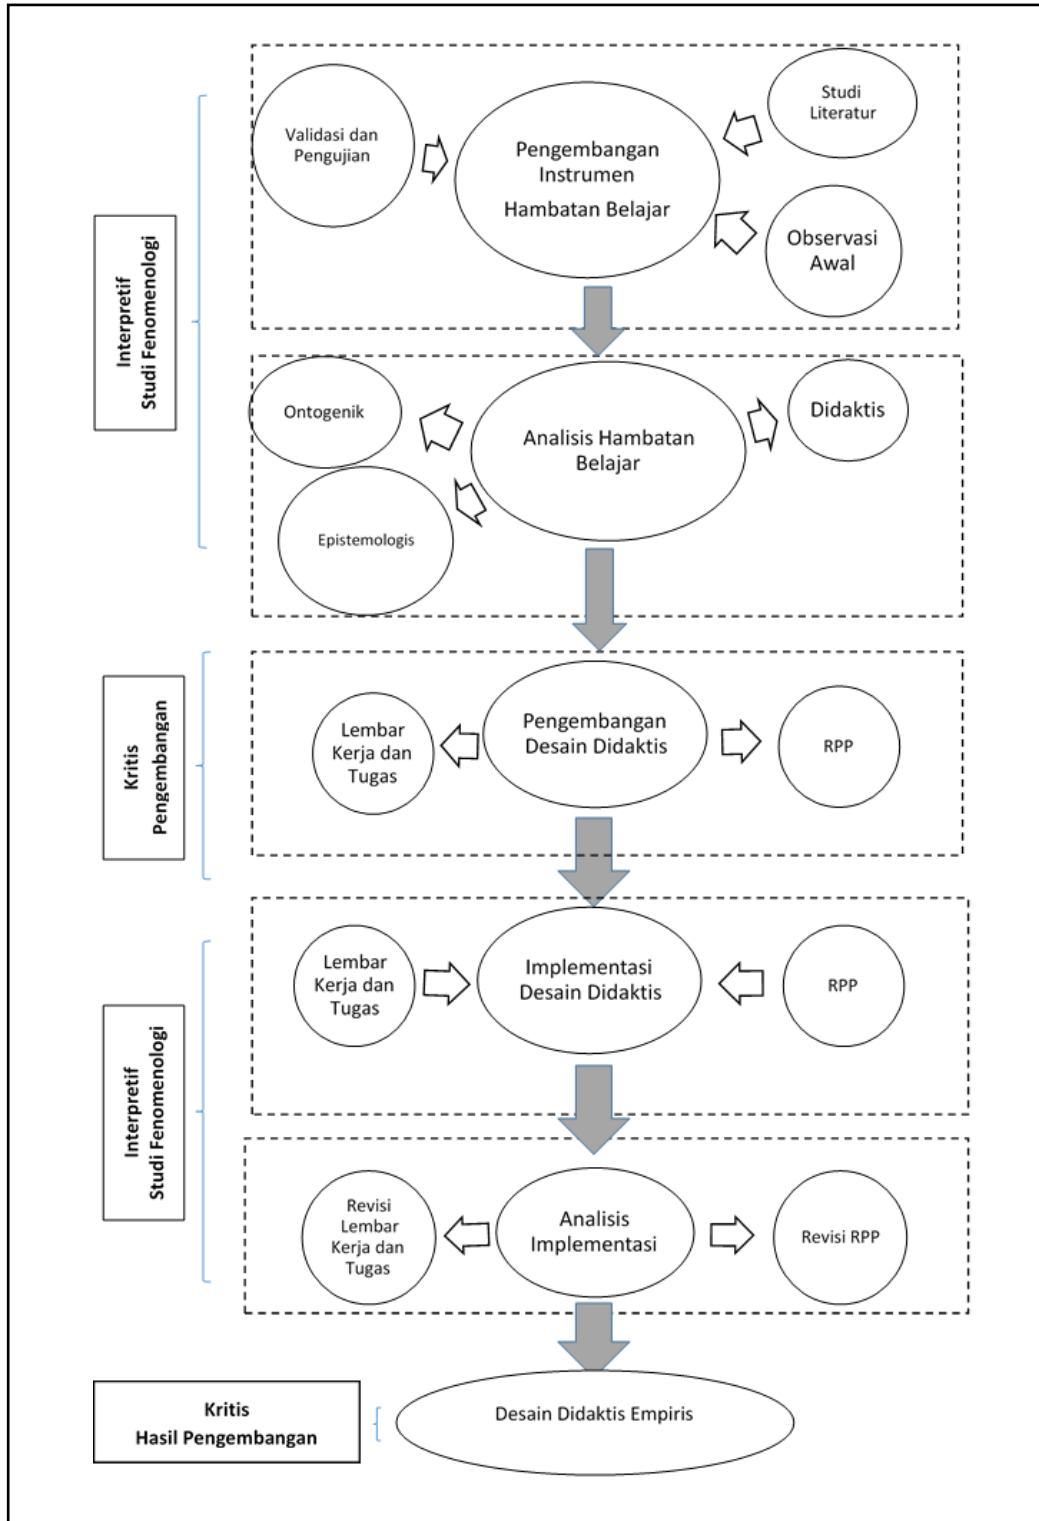 Validasi dan
Pengujian
Pengembangan
Instrumen
Hambatan Belajar
Studi
Literatur
Observasi
Awal
Interpretif
Studi Fenomenologi
Ontogenik
Analisis Hambatan
Belajar
Didaktis
Epistemologis
Kritis
Pengembangan
Lembar
Kerja dan
Tugas
Pengembangan
Desain Didaktis
RPP
Interpretif
Studi Fenomenologi
Lembar
Kerja dan
Tugas
Implementasi
Desain Didaktis
RPP
Revisi
Lembar
Kerja dan
Tugas
Analisis
Implementasi
Revisi RPP
Kritis
Hasil Pengembangan
Desain Didaktis Empiris